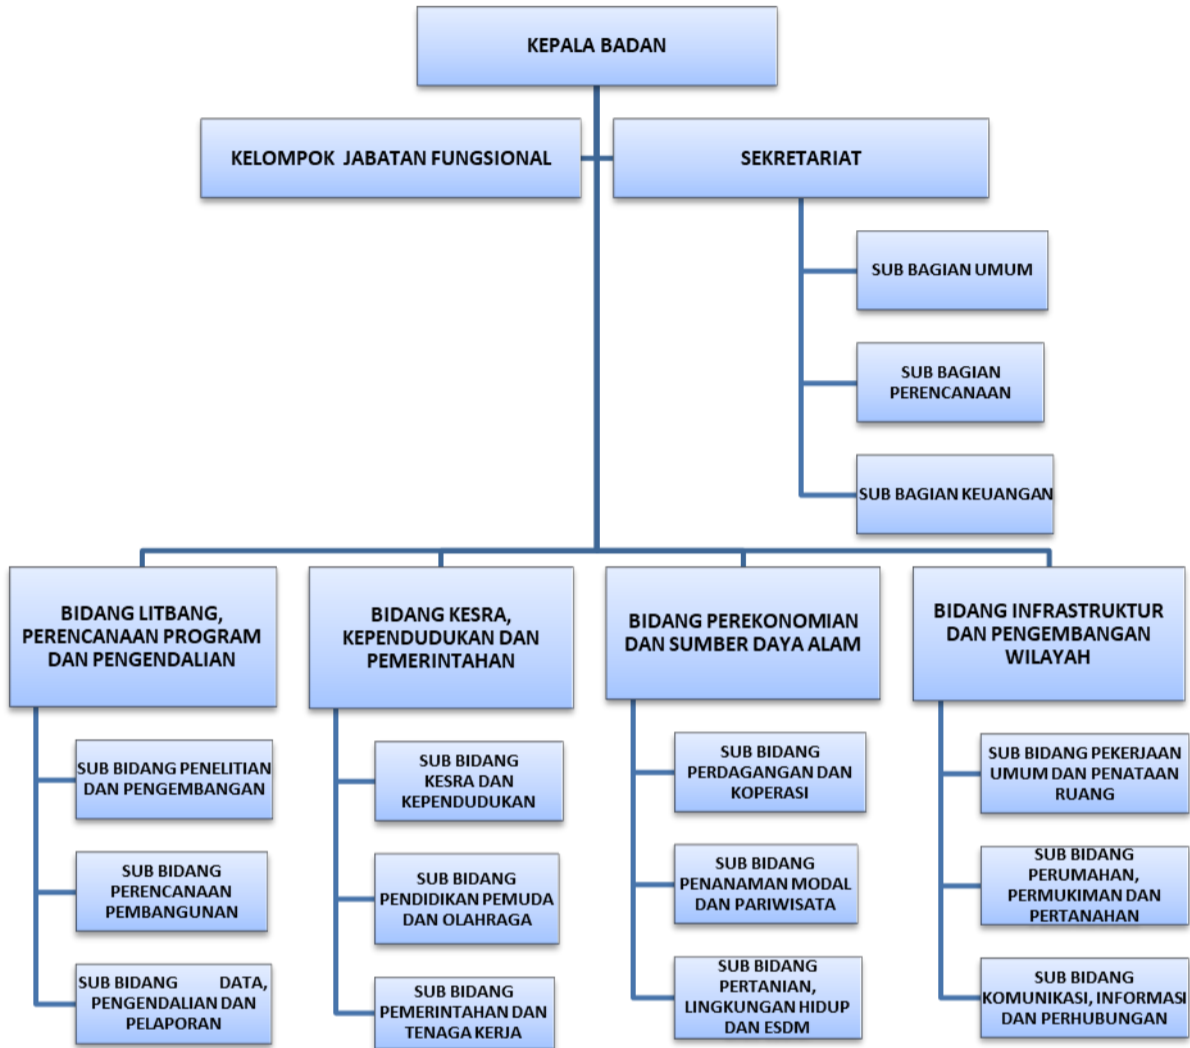 KEPALA BADAN
KELOMPOK JABATAN FUNGSIONAL
SEKRETARIAT
SUB BAGIAN UMUM
SUB BAGIAN
PERENCANAAN
SUB BAGIAN KEUANGAN
BIDANG LITBANG,
PERENCANAAN PROGRAM
DAN PENGENDALIAN
SUB BIDANG PENELITIAN
DAN PENGEMBANGAN
SUB BIDANG
PERENCANAAN
PEMBANGUNAN
SUB BIDANG DATA,
PENGENDALIAN DAN
PELAPORAN
BIDANG KESRA,
KEPENDUDUKAN DAN
PEMERINTAHAN
SUB BIDANG
KESRA DAN
KEPENDUDUKAN
SUB BIDANG
PENDIDIKAN PEMUDA
DAN OLAHRAGA
SUB BIDANG
PEMERINTAHAN DAN
TENAGA KERJA
BIDANG PEREKONOMIAN
DAN SUMBER DAYA ALAM
SUB BIDANG
PERDAGANGAN DAN
KOPERASI
SUB BIDANG
PENANAMAN MODAL
DAN PARIWISATA
SUB BIDANG
PERTANIAN,
LINGKUNGAN HIDUP
DAN ESDM
BIDANG INFRASTRUKTUR
DAN PENGEMBANGAN
WILAYAH
SUB BIDANG PEKERJAAN
UMUM DAN PENATAAN
RUANG
SUB BIDANG
PERUMAHAN,
PERMUKIMAN DAN
PERTANAHAN
SUB BIDANG
KOMUNIKASI, INFORMASI
DAN PERHUBUNGAN